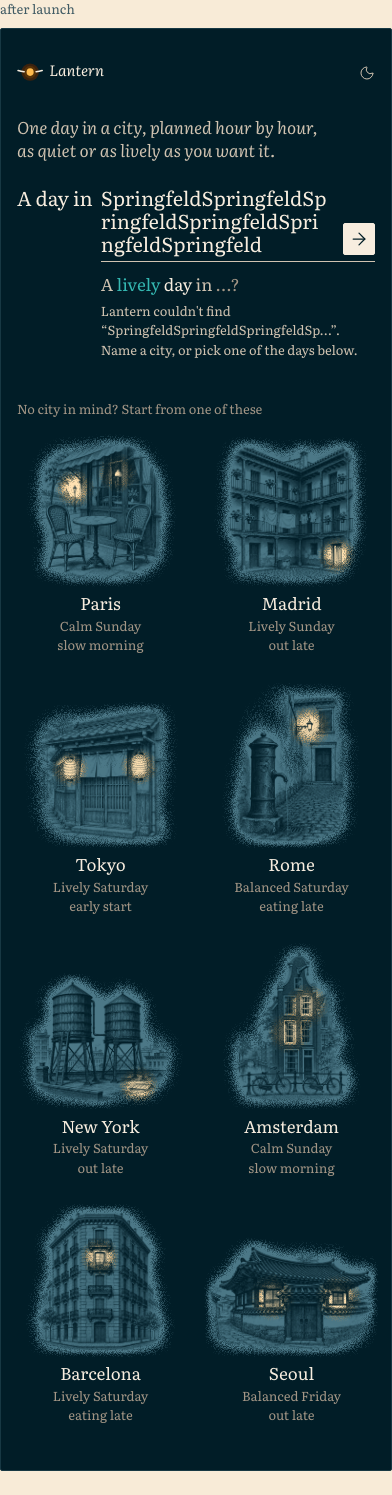 after launch
Lantern
One day in a city, planned hour by hour,
as quiet or as lively as you want it.
A day in SpringfeldSpringfeldSp
ringfeldSpringfeldSpri
ngfeldSpringfeld
A lively day in ...?
Lantern couldn't find
“SpringfeldSpringfeldSpringfeldSp...”.
Name a city, or pick one of the days below.
No city in mind? Start from one of these
Paris
Calm Sunday
slow morning
Madrid
Lively Sunday
out late
Tokyo
Lively Saturday
early start
Rome
Balanced Saturday
eating late
New York
Lively Saturday
out late
Amsterdam
Calm Sunday
slow morning
Barcelona
Lively Saturday
eating late
Seoul
Balanced Friday
out late